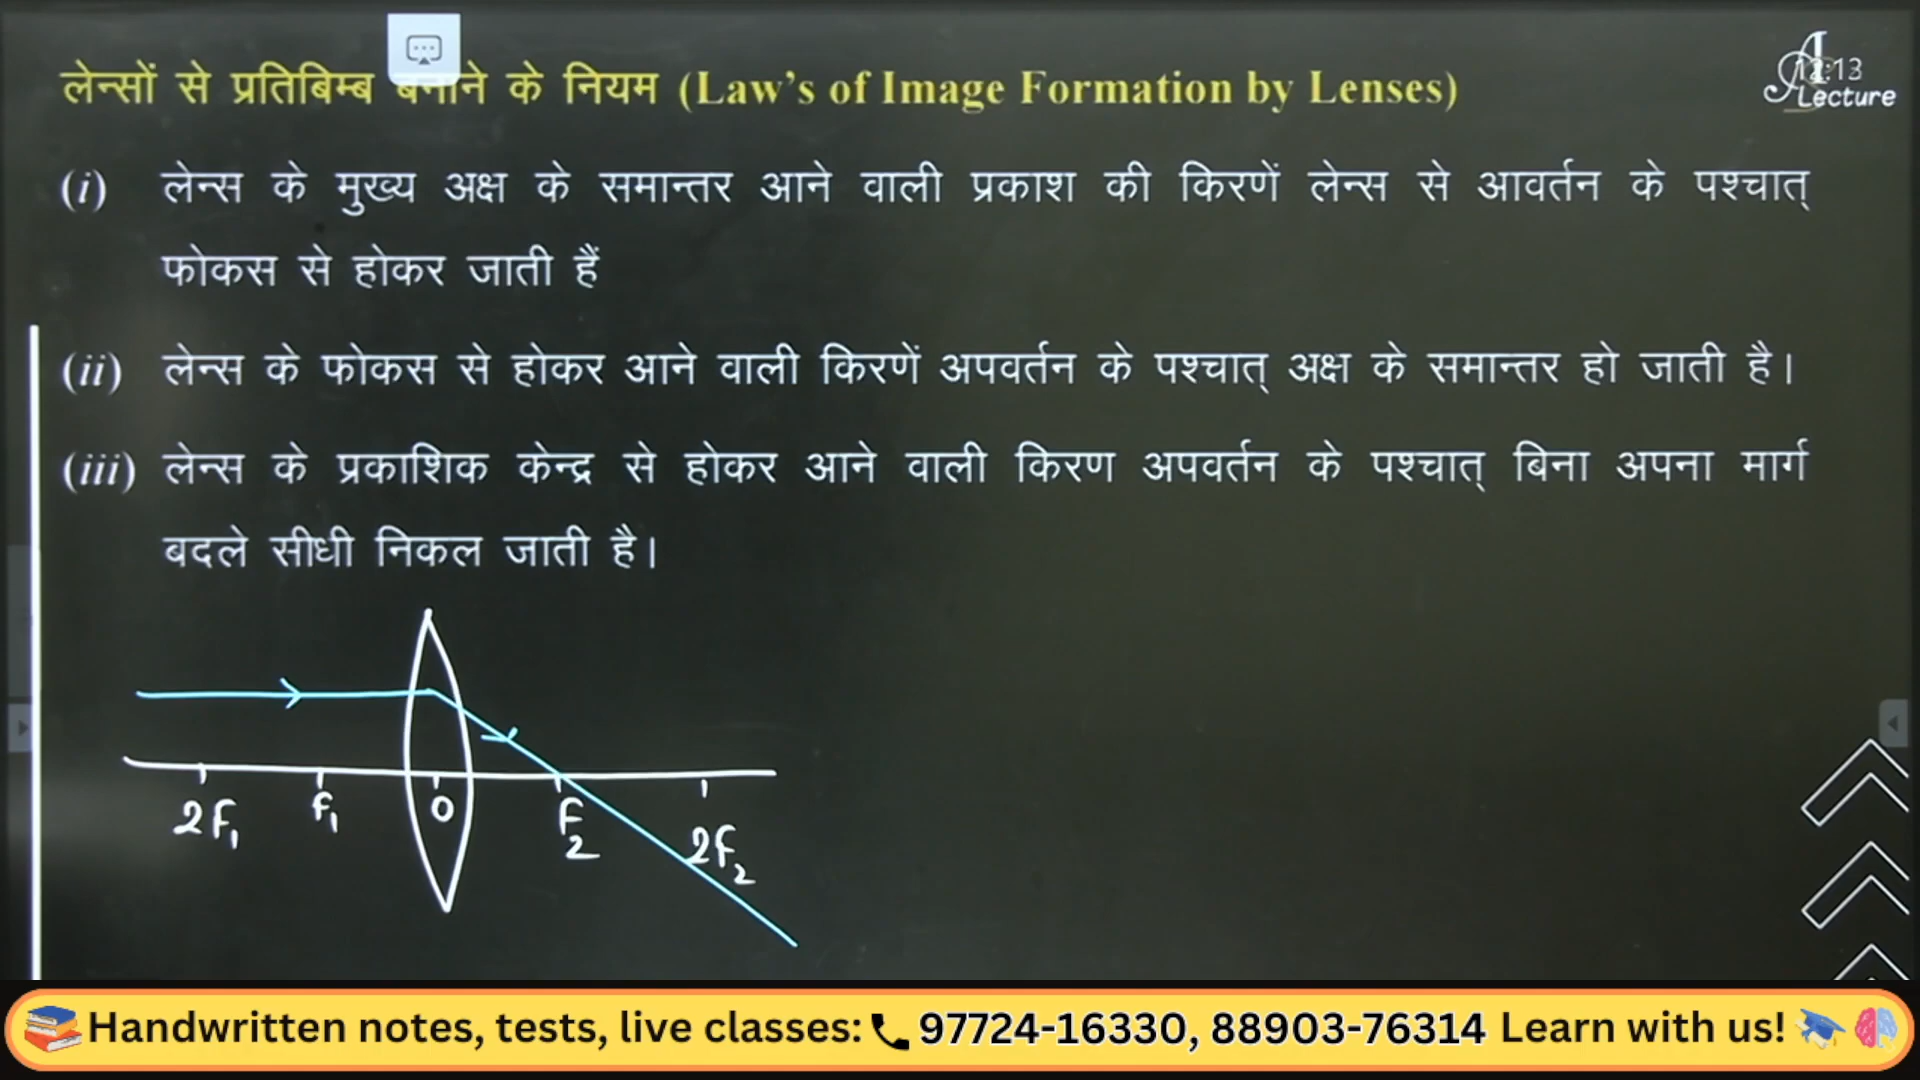 लेन्सों से प्रतिबिम्ब बनाने के नियम (Law's of Image Formation by Lenses)
12:13
Lecture
(i) लेन्स के मुख्य अक्ष के समान्तर आने वाली प्रकाश की किरणें लेन्स से आवर्तन के पश्चात्
फोकस से होकर जाती हैं
(ii) लेन्स के फोकस से होकर आने वाली किरणें अपवर्तन के पश्चात् अक्ष के समान्तर हो जाती है।
(iii) लेन्स के प्रकाशिक केन्द्र से होकर आने वाली किरण अपवर्तन के पश्चात् बिना अपना मार्ग
बदले सीधी निकल जाती है।
2F₁ F₁ O F₂ 2F₂
Handwritten notes, tests, live classes: 97724-16330, 88903-76314 Learn with us!